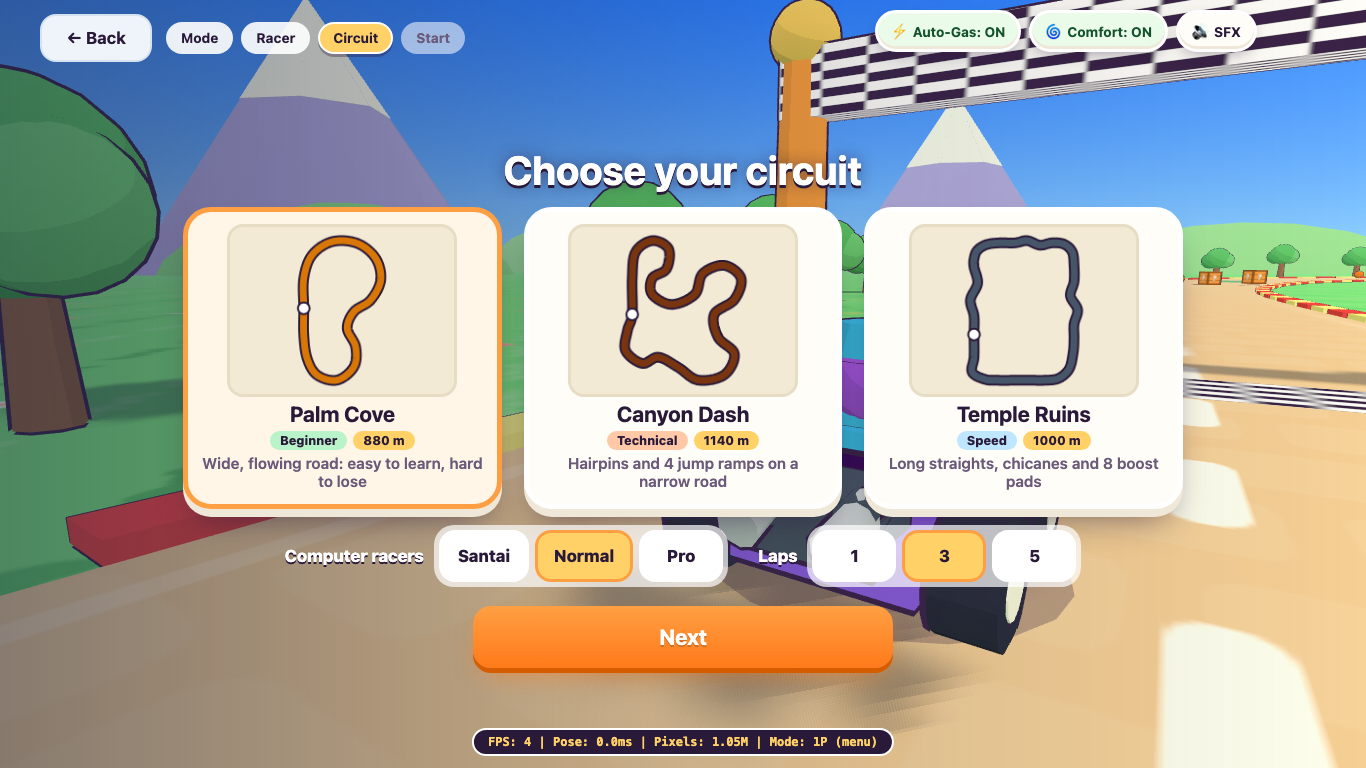 ← Back
Mode
Racer
Circuit
Start
⚡ Auto-Gas: ON
🌀 Comfort: ON
🔈 SFX
Choose your circuit
Palm Cove
Beginner
880 m
Wide, flowing road: easy to learn, hard
to lose
Canyon Dash
Technical
1140 m
Hairpins and 4 jump ramps on a
narrow road
Temple Ruins
Speed
1000 m
Long straights, chicanes and 8 boost
pads
Computer racers
Santai
Normal
Pro
Laps
1
3
5
Next
FPS: 4 | Pose: 0.0ms | Pixels: 1.05M | Mode: 1P (menu)